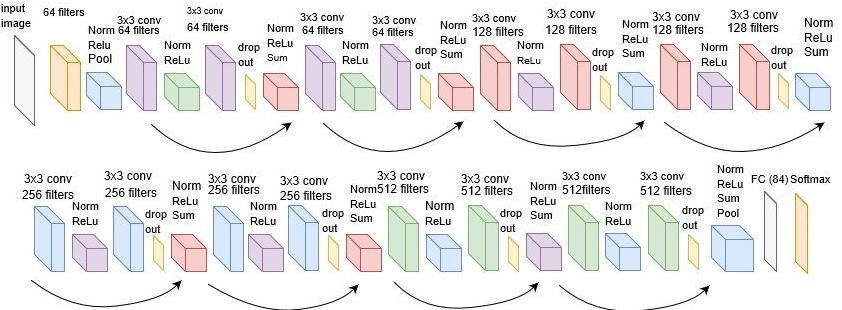 input
image
64 filters
Norm
Relu
Pool
3x3 conv
64 filters
Norm
ReLu
3x3 conv
64 filters
drop
out
Norm
ReLu
Sum
3x3 conv
64 filters
Norm
ReLu
3x3 conv
64 filters
drop
out
Norm
ReLu
Sum
3x3 conv
128 filters
Norm
ReLu
3x3 conv
128 filters
drop
out
Norm
ReLu
Sum
3x3 conv
128 filters
Norm
ReLu
3x3 conv
128 filters
drop
out
Norm
ReLu
Sum
3x3 conv
256 filters
Norm
ReLu
3x3 conv
256 filters
drop
out
Norm
ReLu
Sum
3x3 conv
256 filters
Norm
ReLu
3x3 conv
256 filters
drop
out
Norm
ReLu
Sum
3x3 conv
512 filters
Norm
ReLu
3x3 conv
512 filters
drop
out
Norm
ReLu
Sum
3x3 conv
512filters
Norm
ReLu
3x3 conv
512 filters
drop
out
Norm
ReLu
Sum
Pool
FC (84)
Softmax